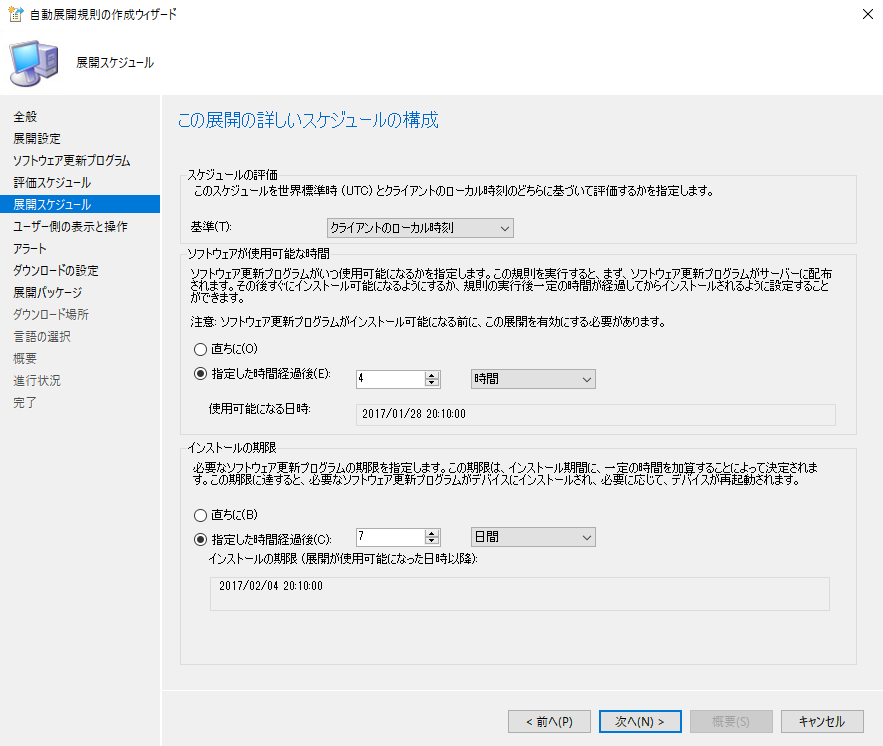 自動展開規則の作成ウィザード
展開スケジュール
全般
展開設定
ソフトウェア更新プログラム
評価スケジュール
展開スケジュール
ユーザー側の表示と操作
アラート
ダウンロードの設定
展開パッケージ
ダウンロード場所
言語の選択
概要
進行状況
完了
この展開の詳しいスケジュールの構成
スケジュールの評価
このスケジュールを世界標準時 (UTC) とクライアントのローカル時刻のどちらに基づいて評価するかを指定します。
基準(T):
クライアントのローカル時刻
ソフトウェアが使用可能な時間
ソフトウェア更新プログラムがいつ使用可能になるかを指定します。この規則を実行すると、まず、ソフトウェア更新プログラムがサーバーに配布
されます。その後すぐにインストール可能になるようにするか、規則の実行後一定の時間が経過してからインストールされるように設定すること
ができます。
注意: ソフトウェア更新プログラムがインストール可能になる前に、この展開を有効にする必要があります。
直ちに(O)
指定した時間経過後(E):
4
時間
使用可能になる日時:
2017/01/28 20:10:00
インストールの期限
必要なソフトウェア更新プログラムの期限を指定します。この期限は、インストール期間に、一定の時間を加算することによって決定されま
す。この期限に達すると、必要なソフトウェア更新プログラムがデバイスにインストールされ、必要に応じて、デバイスが再起動されます。
直ちに(B)
指定した時間経過後(C):
7
日間
インストールの期限 (展開が使用可能になった日時以降):
2017/02/04 20:10:00
< 前へ(P)
次へ(N) >
概要(S)
キャンセル